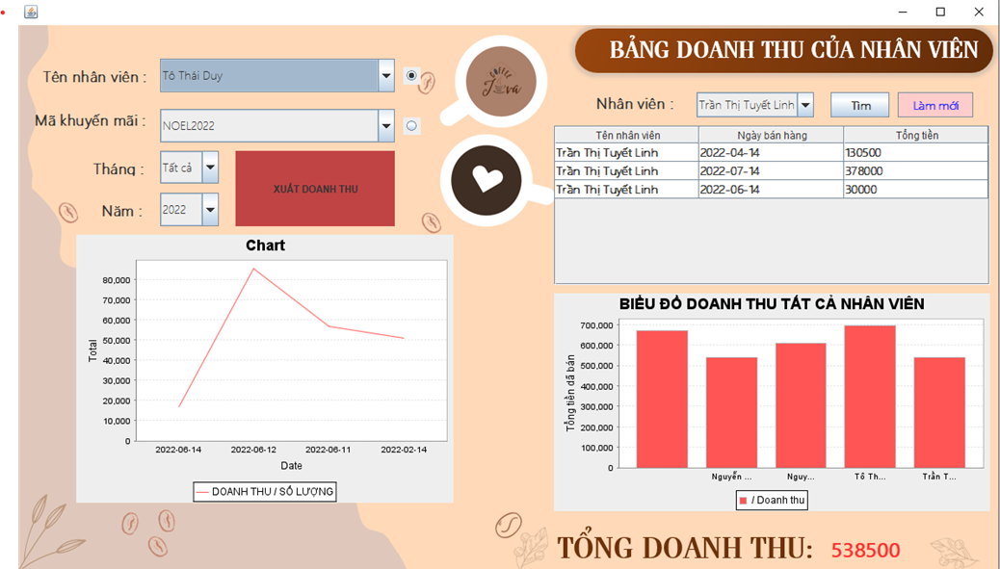 BẢNG DOANH THU CỦA NHÂN VIÊN
Tên nhân viên :
Tô Thái Duy
Mã khuyến mãi :
NOEL2022
Tháng :
Tất cả
Năm :
2022
XUẤT DOANH THU
COFFEE
Java
Nhân viên :
Trần Thị Tuyết Linh
Tìm
Làm mới
Tên nhân viên Ngày bán hàng Tổng tiền
Trần Thị Tuyết Linh 2022-04-14 130500
Trần Thị Tuyết Linh 2022-07-14 378000
Trần Thị Tuyết Linh 2022-06-14 30000
Chart
80,000
70,000
60,000
50,000
40,000
30,000
20,000
10,000
0
Total
2022-06-14 2022-06-12 2022-06-11 2022-02-14
Date
DOANH THU / SỐ LƯỢNG
BIỂU ĐỒ DOANH THU TẤT CẢ NHÂN VIÊN
700,000
600,000
500,000
400,000
300,000
200,000
100,000
0
Tổng tiền đã bán
Nguyễn ... Nguy... Tô Th... Trần T...
/ Doanh thu
TỔNG DOANH THU: 538500